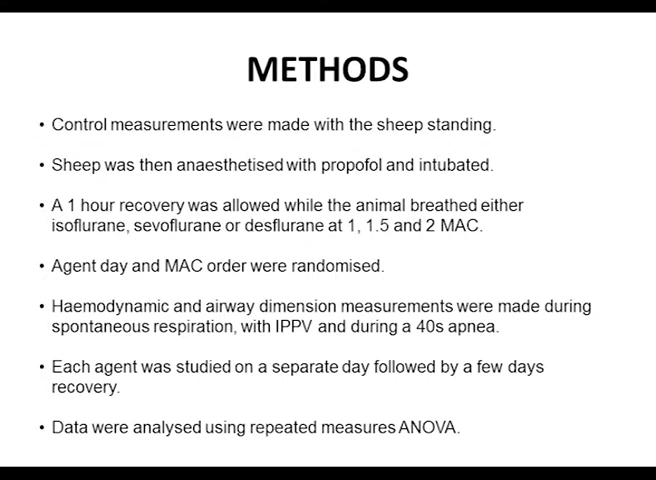 METHODS
• Control measurements were made with the sheep standing.
• Sheep was then anaesthetised with propofol and intubated.
• A 1 hour recovery was allowed while the animal breathed either
isoflurane, sevoflurane or desflurane at 1, 1.5 and 2 MAC.
• Agent day and MAC order were randomised.
• Haemodynamic and airway dimension measurements were made during
spontaneous respiration, with IPPV and during a 40s apnea.
• Each agent was studied on a separate day followed by a few days
recovery.
• Data were analysed using repeated measures ANOVA.